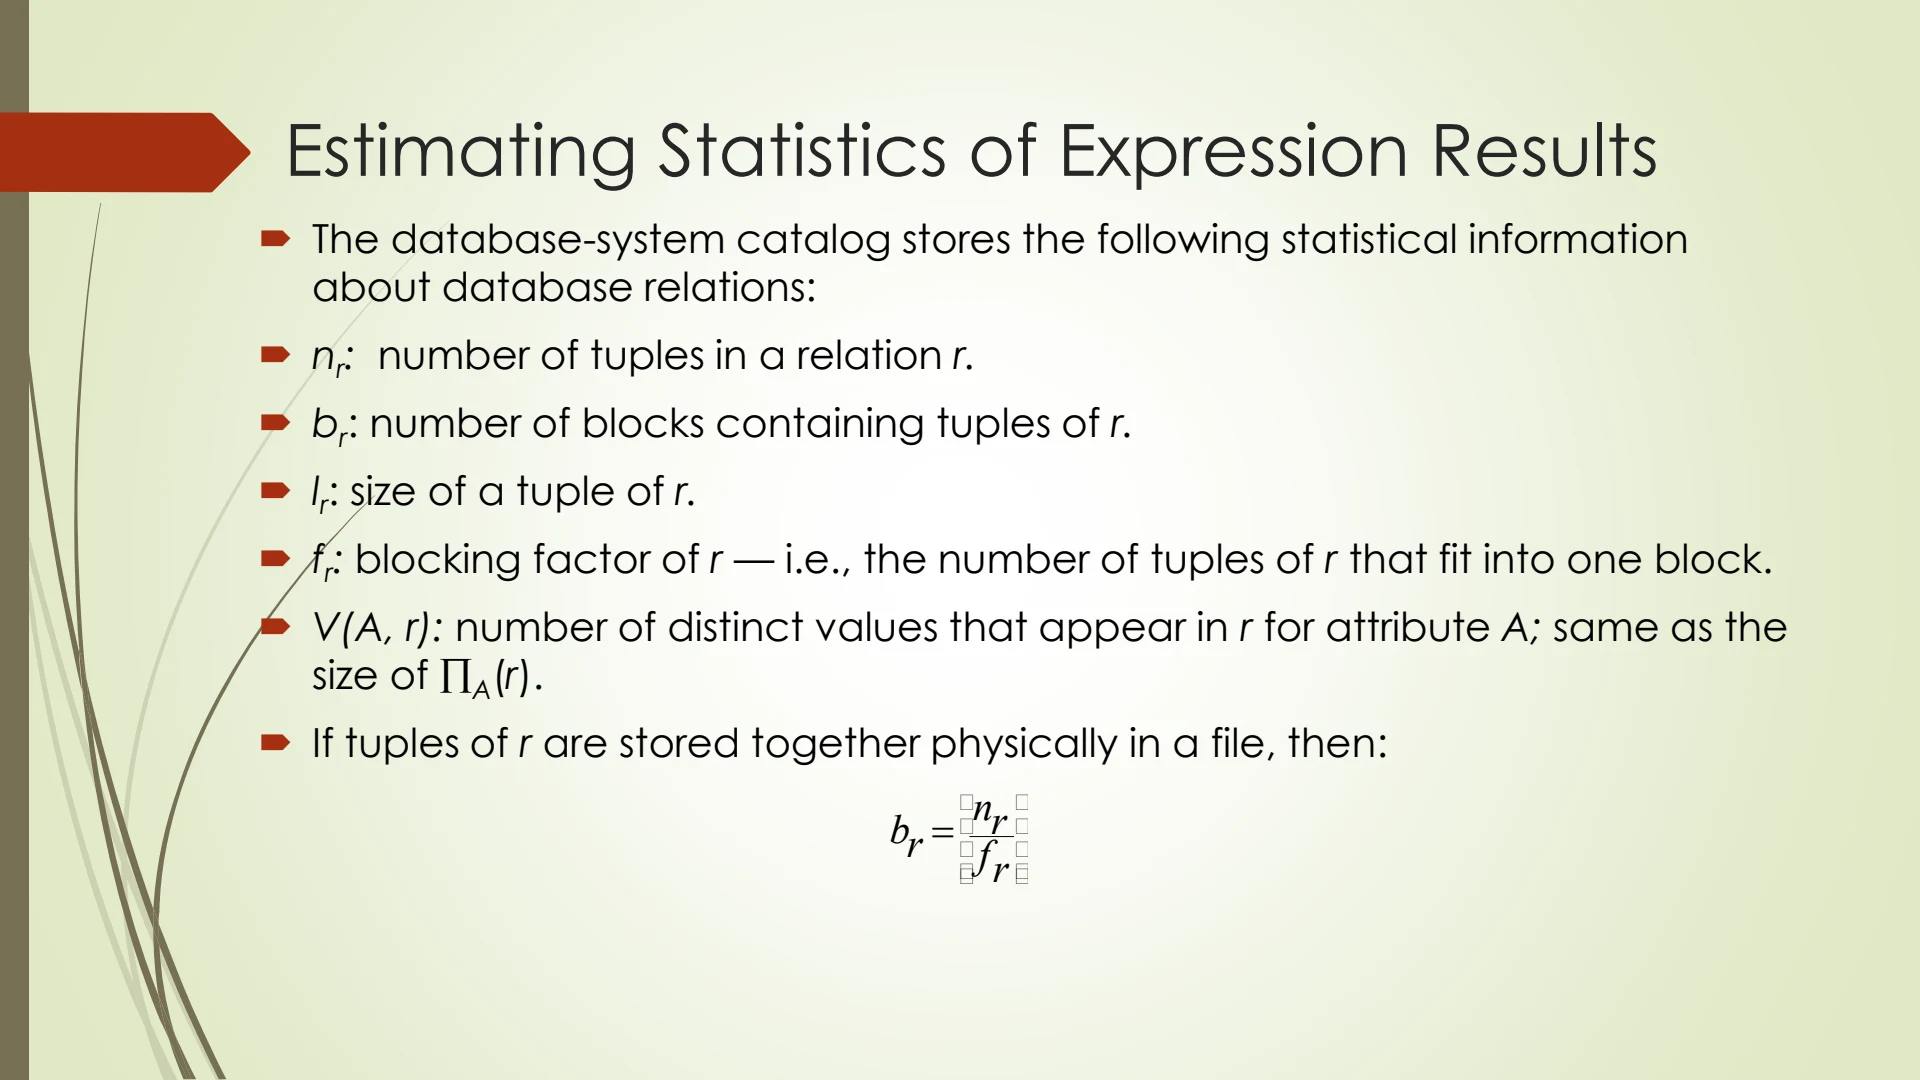 Estimating Statistics of Expression Results
The database-system catalog stores the following statistical information
about database relations:
nr: number of tuples in a relation r.
br: number of blocks containing tuples of r.
lr: size of a tuple of r.
fr: blocking factor of r — i.e., the number of tuples of r that fit into one block.
V(A, r): number of distinct values that appear in r for attribute A; same as the
size of ∏A(r).
If tuples of r are stored together physically in a file, then:
br = nr
fr